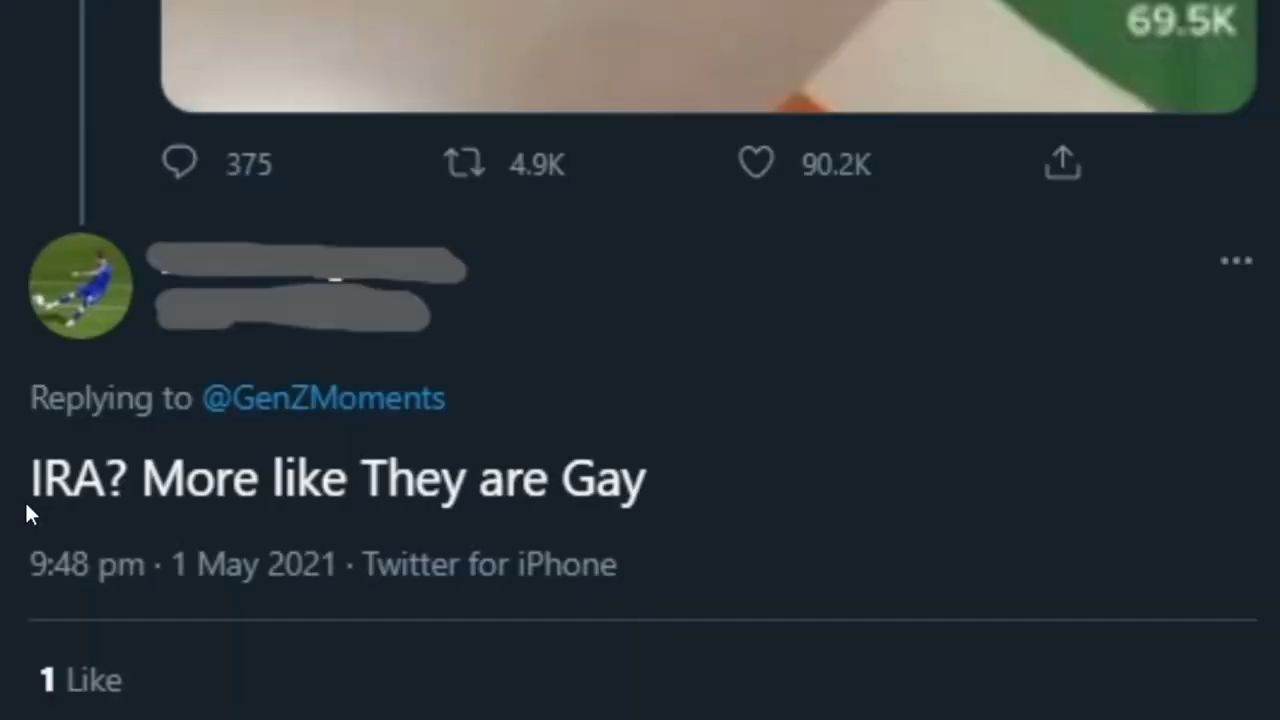 69.5K
375 4.9K 90.2K
Replying to @GenZMoments
IRA? More like They are Gay
9:48 pm · 1 May 2021 · Twitter for iPhone
1 Like